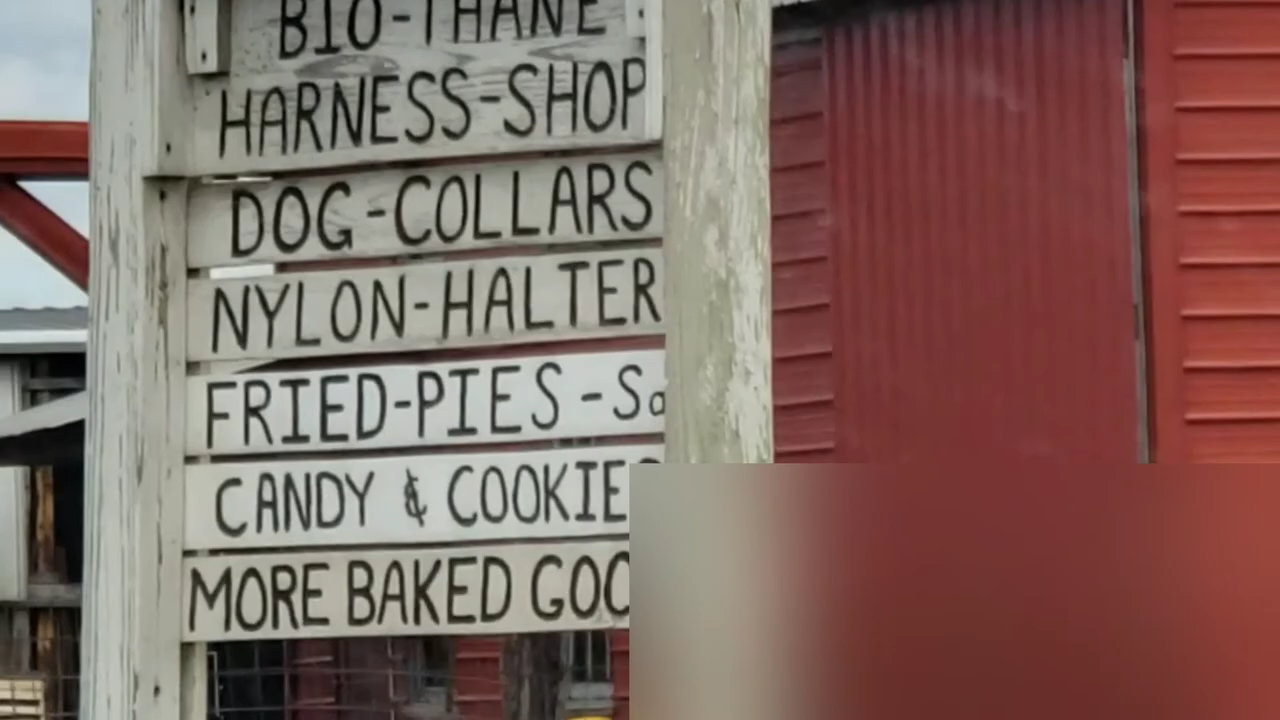 BIO-THANE
HARNESS-SHOP
DOG-COLLARS
NYLON-HALTER
FRIED-PIES -
CANDY & COOKIE
MORE BAKED